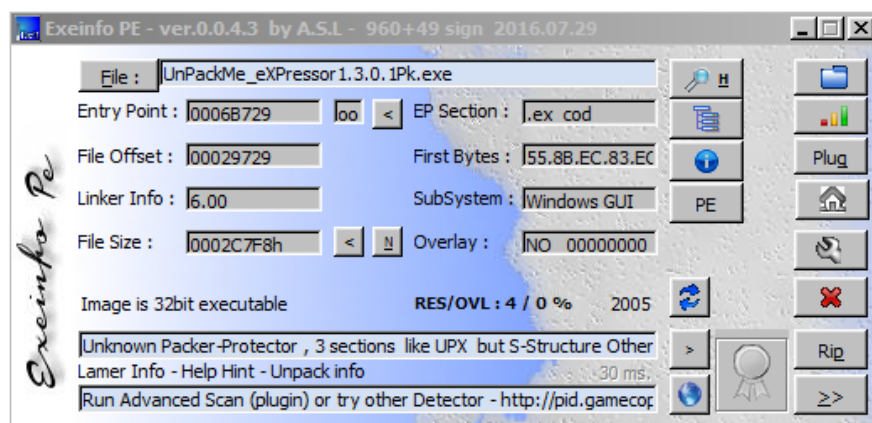 Exeinfo PE - ver.0.0.4.3 by A.S.L - 960+49 sign 2016.07.29
Exeinfo Pe
File : UnPackMe_eXPressor1.3.0.1Pk.exe H
Entry Point : 0006B729 oo < EP Section : .ex_cod
File Offset : 00029729 First Bytes : 55.8B.EC.83.EC Plug
Linker Info : 6.00 SubSystem : Windows GUI PE
File Size : 0002C7F8h < N Overlay : NO 00000000
Image is 32bit executable RES/OVL : 4 / 0 % 2005
Unknown Packer-Protector , 3 sections like UPX but S-Structure Other > Rip
Lamer Info - Help Hint - Unpack info 30 ms.
Run Advanced Scan (plugin) or try other Detector - http://pid.gamecop >>